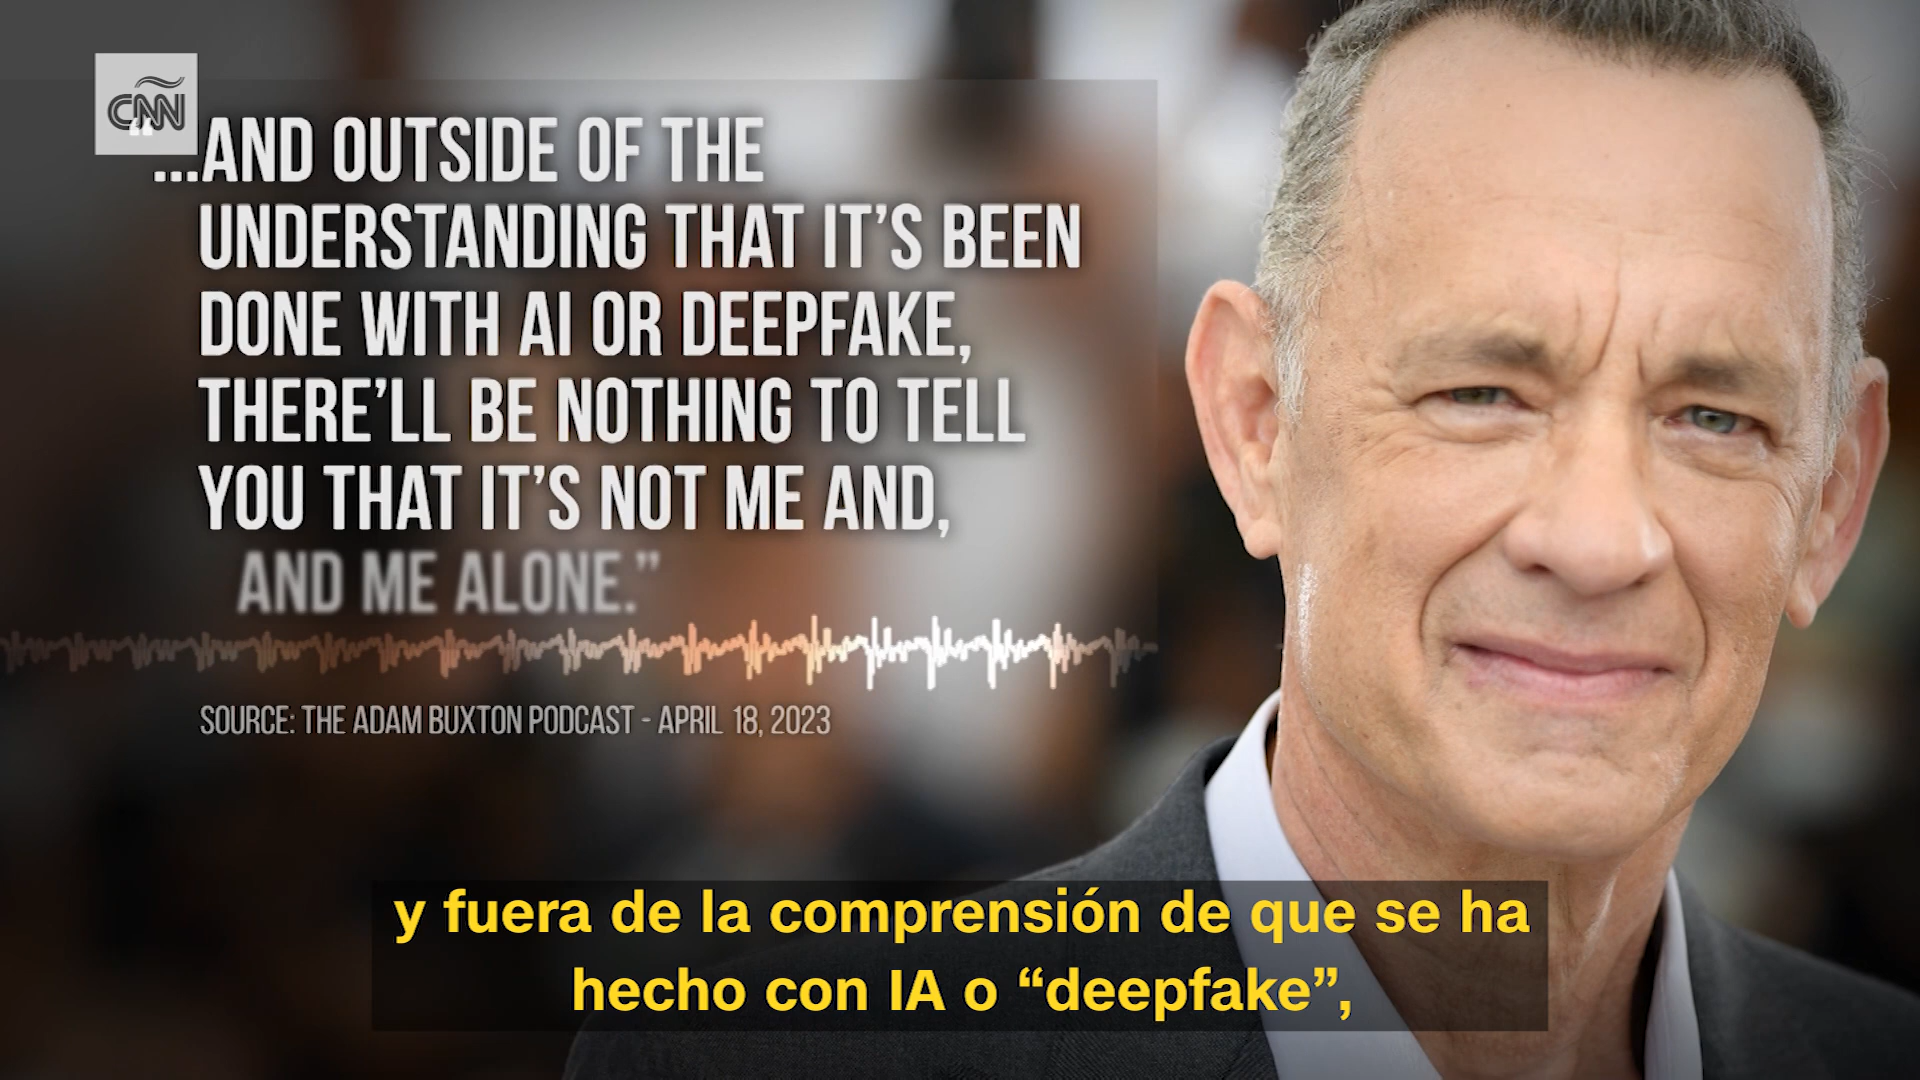 CNN
“...AND OUTSIDE OF THE
UNDERSTANDING THAT IT’S BEEN
DONE WITH AI OR DEEPFAKE,
THERE’LL BE NOTHING TO TELL
YOU THAT IT’S NOT ME AND,
AND ME ALONE.”
SOURCE: THE ADAM BUXTON PODCAST - APRIL 18, 2023
y fuera de la comprensión de que se ha
hecho con IA o “deepfake”,